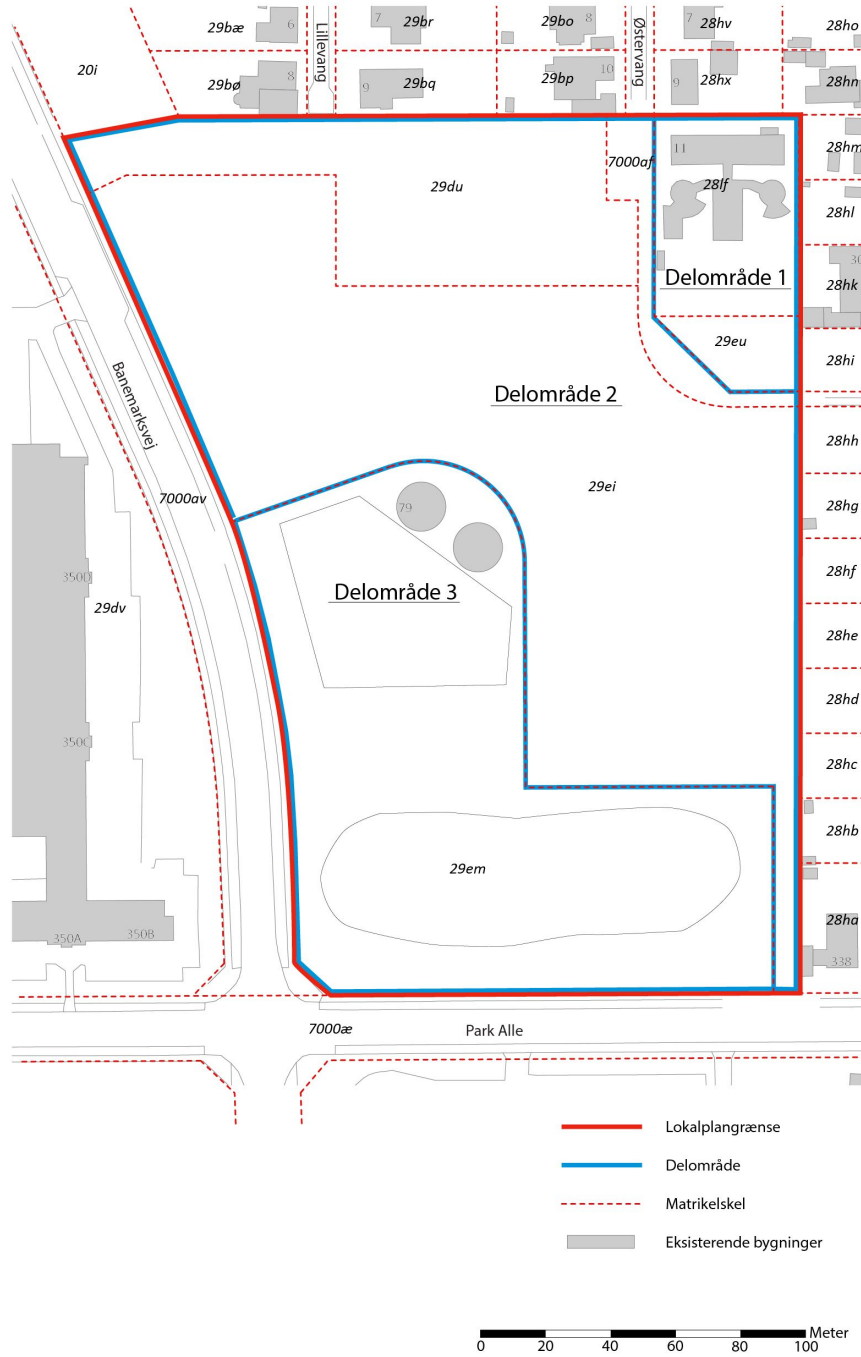 6
7
8
7
29bæ
29br
29bo
28hv
28ho
Lillevang
Østervang
20i
8
9
10
9
29bø
29bq
29bp
28hx
28hn
11
28hm
7000af
29du
28lf
28hl
30
Delområde 1
28hk
29eu
28hi
Banemarksvej
Delområde 2
28hh
29ei
7000av
79
28hg
350D
28hf
Delområde 3
29dv
28he
28hd
350C
28hc
28hb
29em
28ha
350A
350B
338
7000æ
Park Alle
Lokalplangrænse
Delområde
Matrikelskel
Eksisterende bygninger
Meter
0 20 40 60 80 100